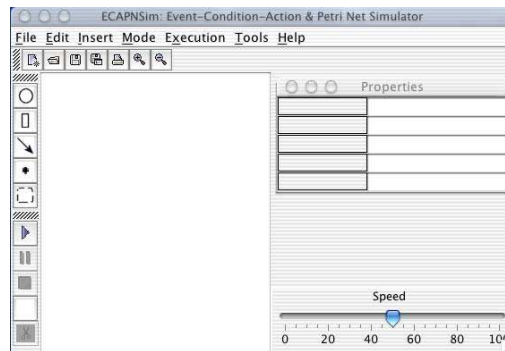 ECAPNSim: Event-Condition-Action & Petri Net Simulator
File Edit Insert Mode Execution Tools Help
Properties
Speed
0 20 40 60 80 10